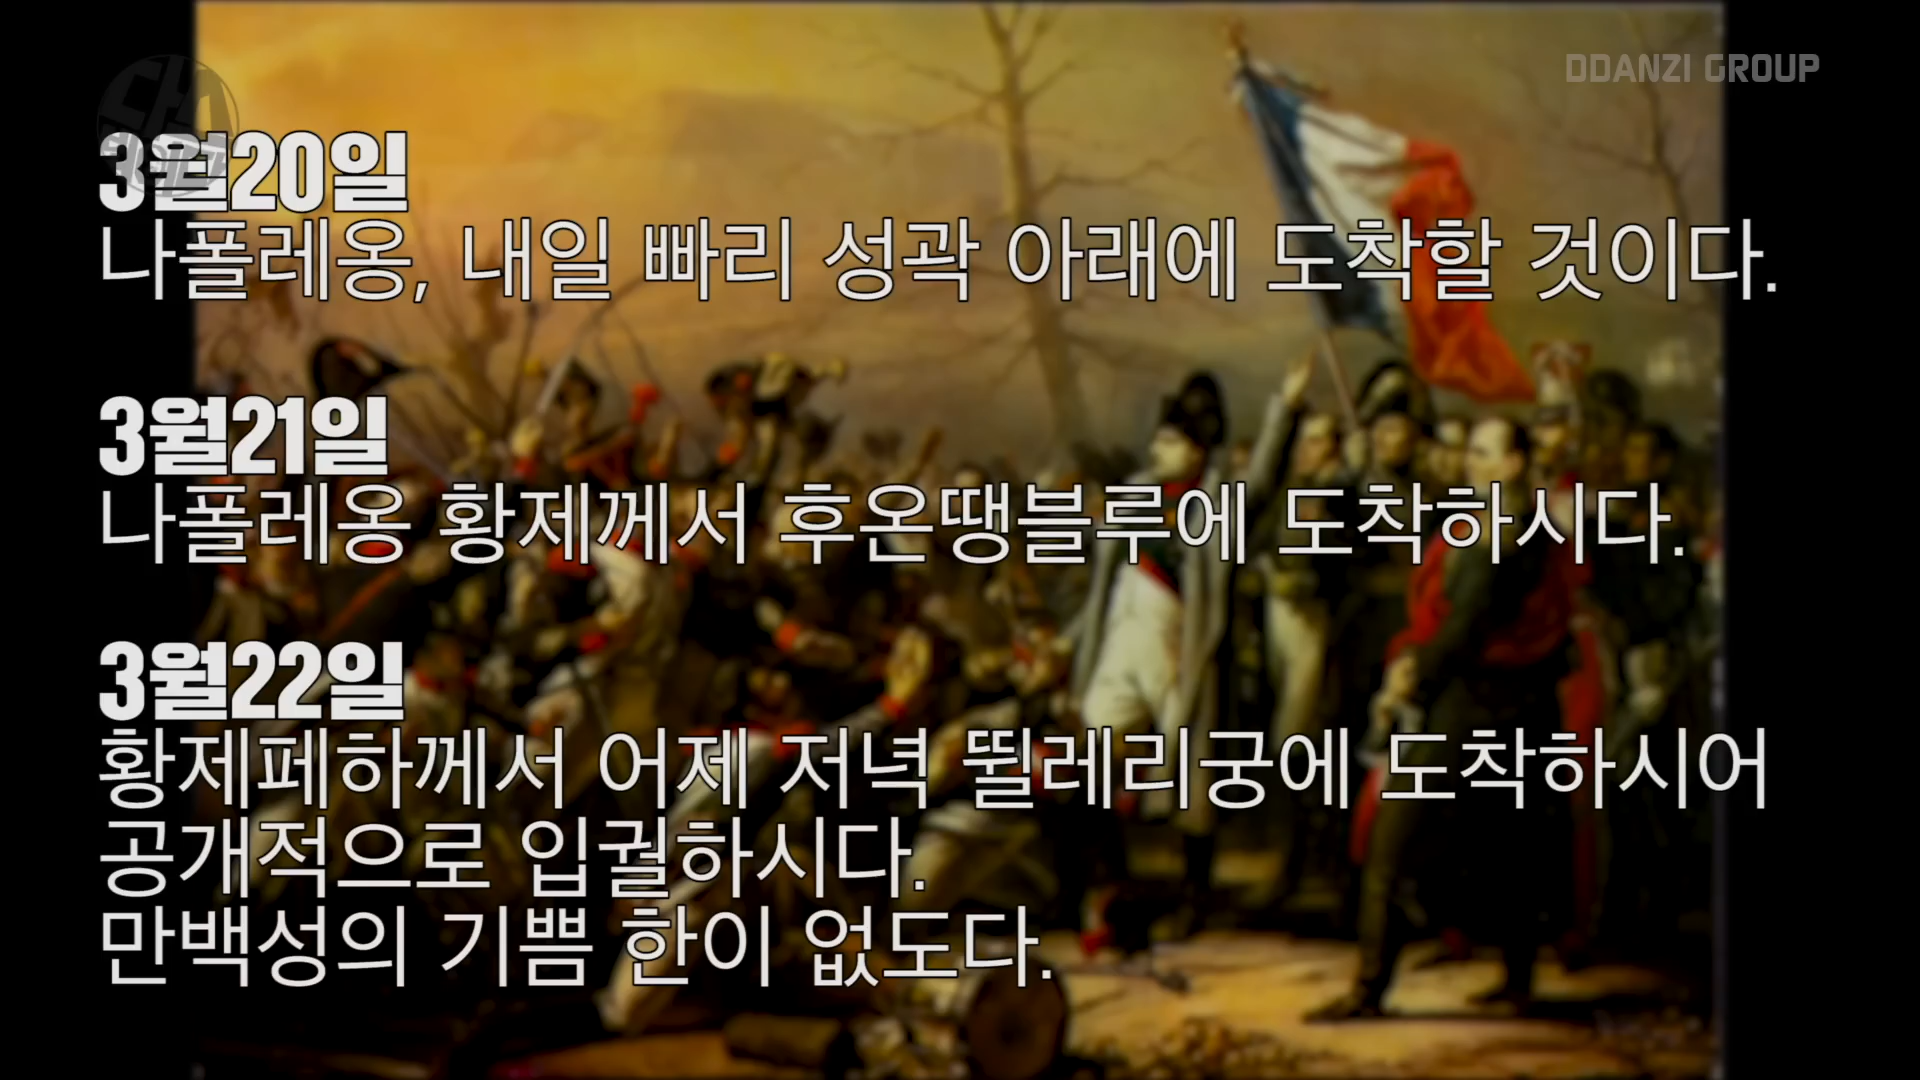 DDANZI GROUP
3월20일
나폴레옹, 내일 빠리 성곽 아래에 도착할 것이다.
3월21일
나폴레옹 황제께서 후온땡블루에 도착하시다.
3월22일
황제폐하께서 어제 저녁 뛸레리궁에 도착하시어
공개적으로 입궐하시다.
만백성의 기쁨 한이 없도다.